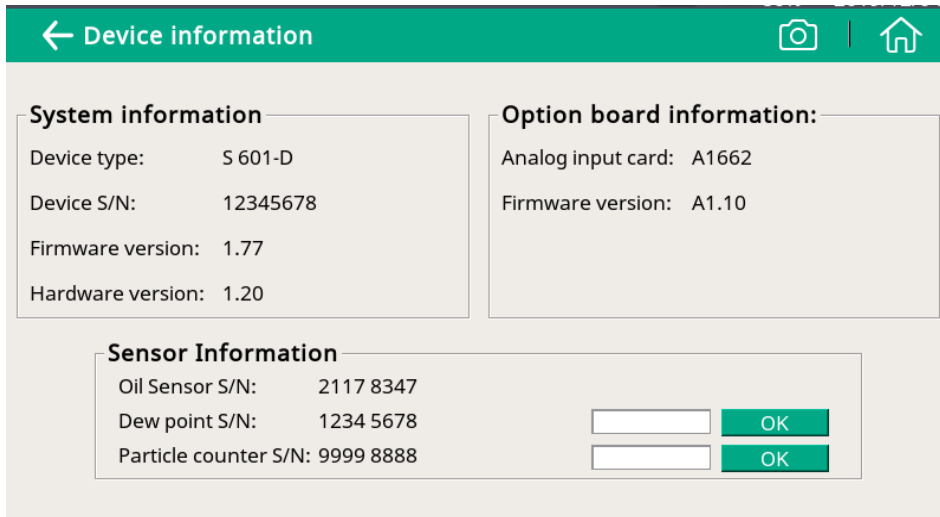 Device information
System information
Device type: S 601-D
Device S/N: 12345678
Firmware version: 1.77
Hardware version: 1.20
Option board information:
Analog input card: A1662
Firmware version: A1.10
Sensor Information
Oil Sensor S/N: 2117 8347
Dew point S/N: 1234 5678 OK
Particle counter S/N: 9999 8888 OK